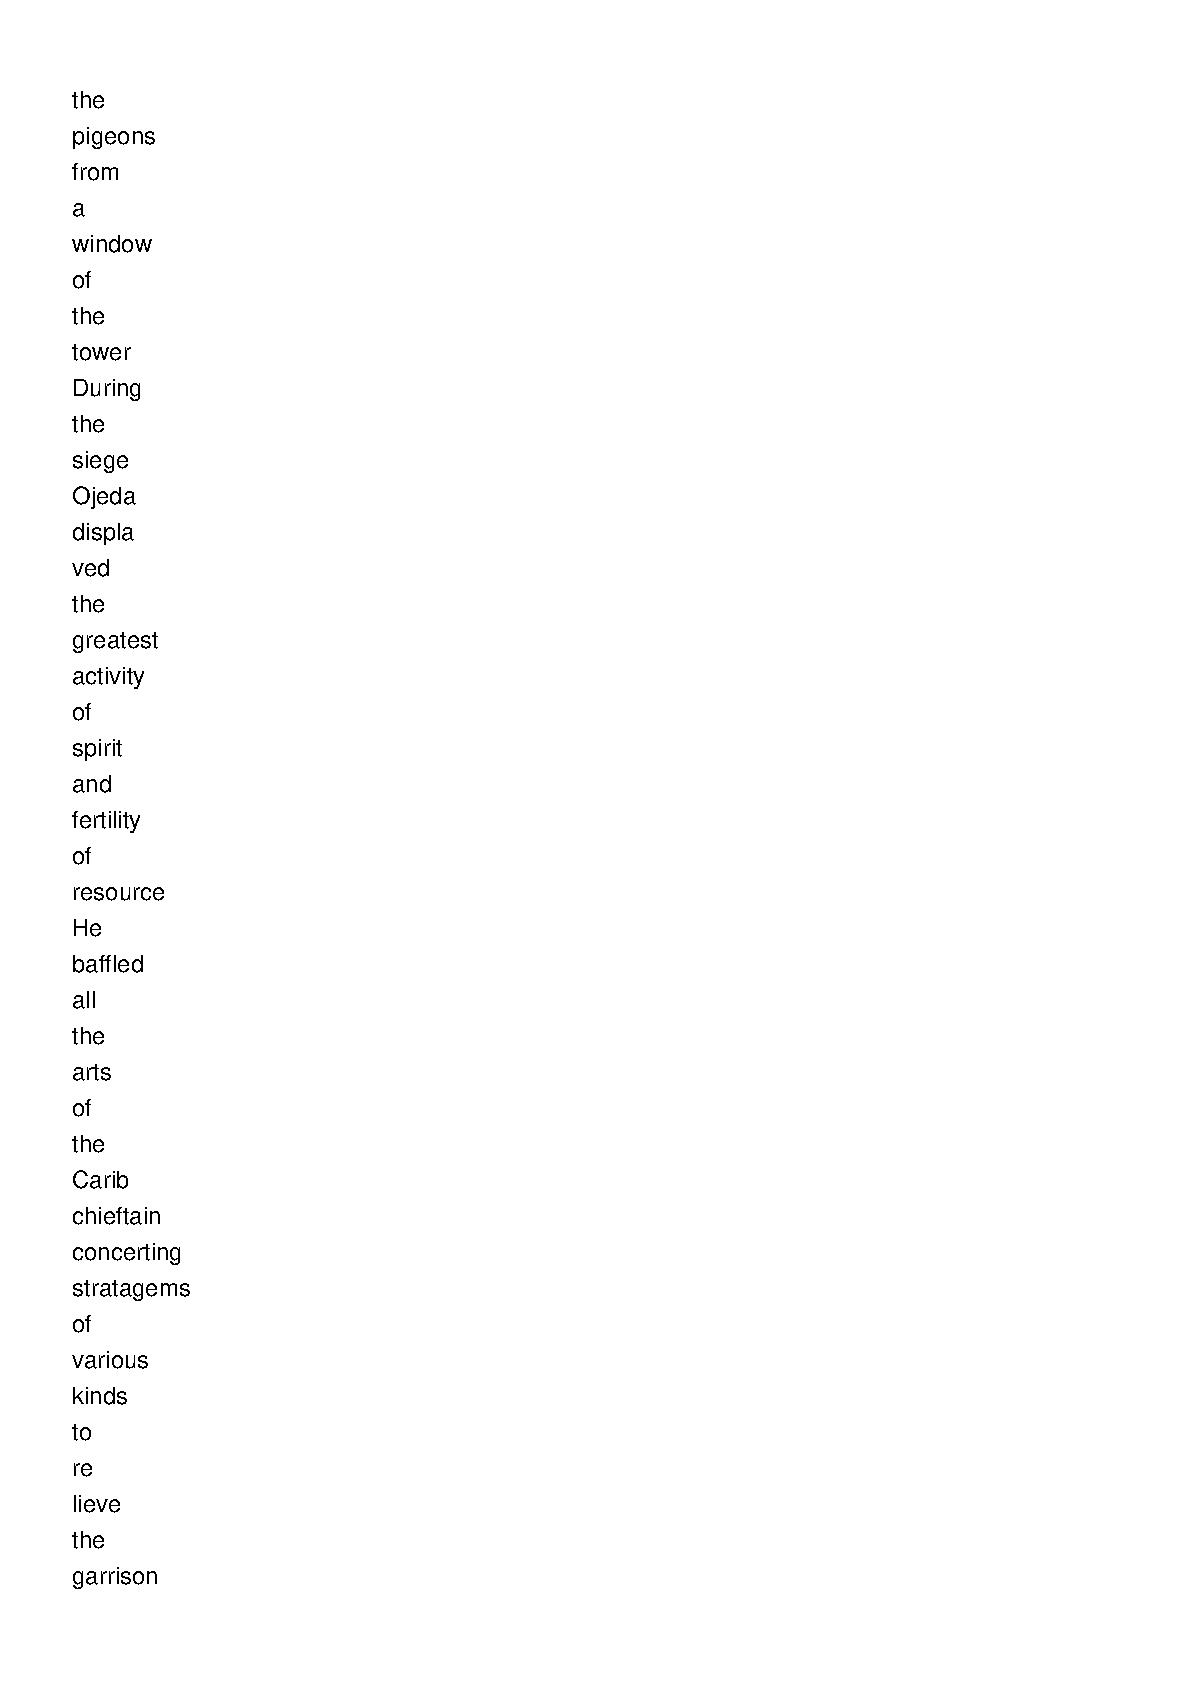 the
pigeons
from
a
window
of
the
tower
During
the
siege
Ojeda
displa
ved
the
greatest
activity
of
spirit
and
fertility
of
resource
He
baffled
all
the
arts
of
the
Carib
chieftain
concerting
stratagems
of
various
kinds
to
re
lieve
the
garrison